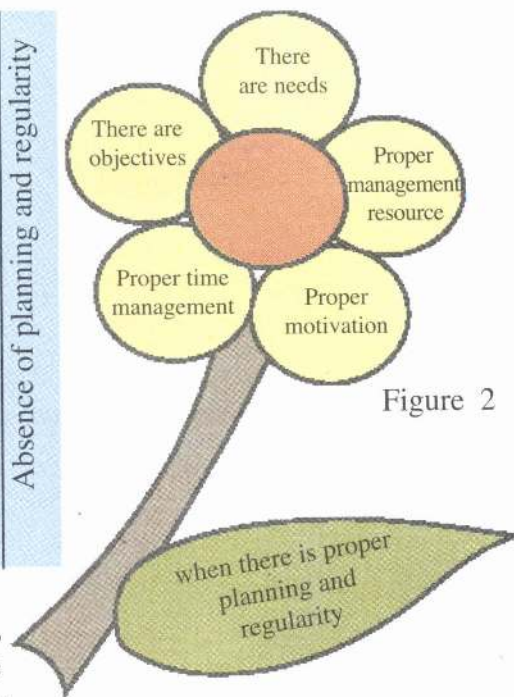 Absence of planning and regularity
There
are needs
There are
objectives
Proper
management
resource
Proper time
management
Proper
motivation
Figure 2
when there is proper
planning and
regularity